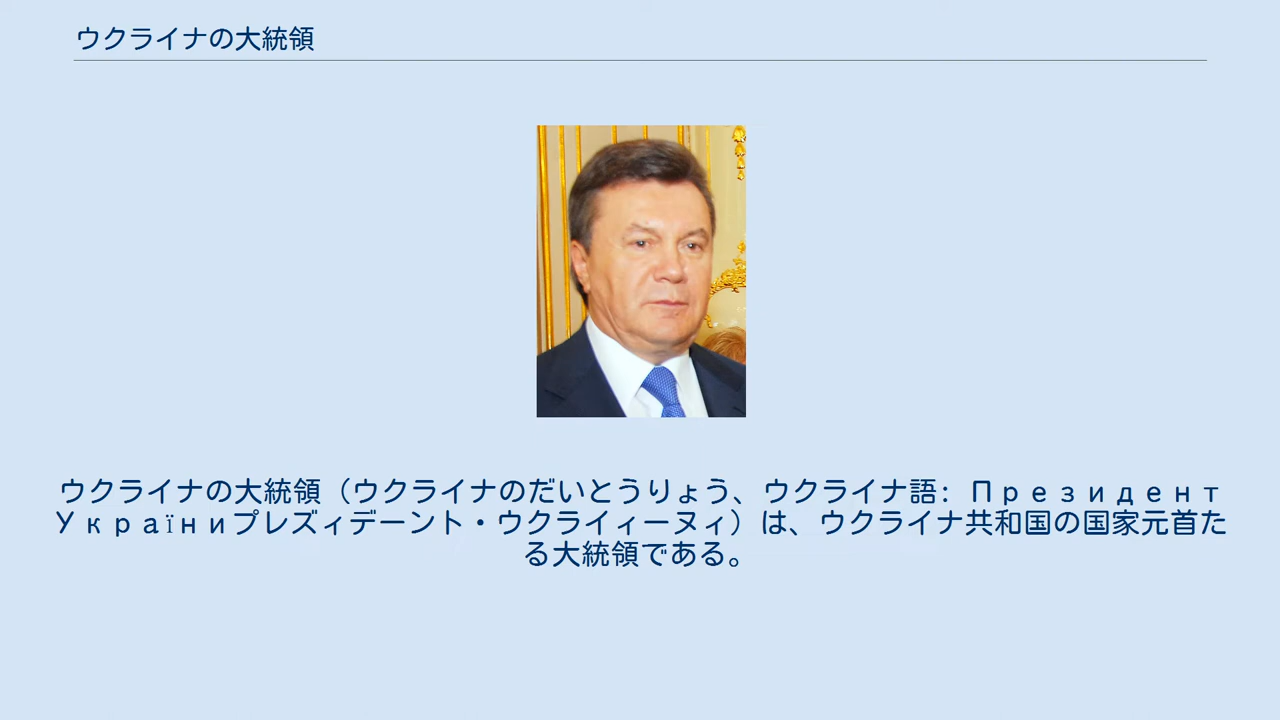 ウクライナの大統領
ウクライナの大統領（ウクライナのだいとうりょう、ウクライナ語: Президент
Україниプレズィデーント・ウクライィーヌィ）は、ウクライナ共和国の国家元首た
る大統領である。